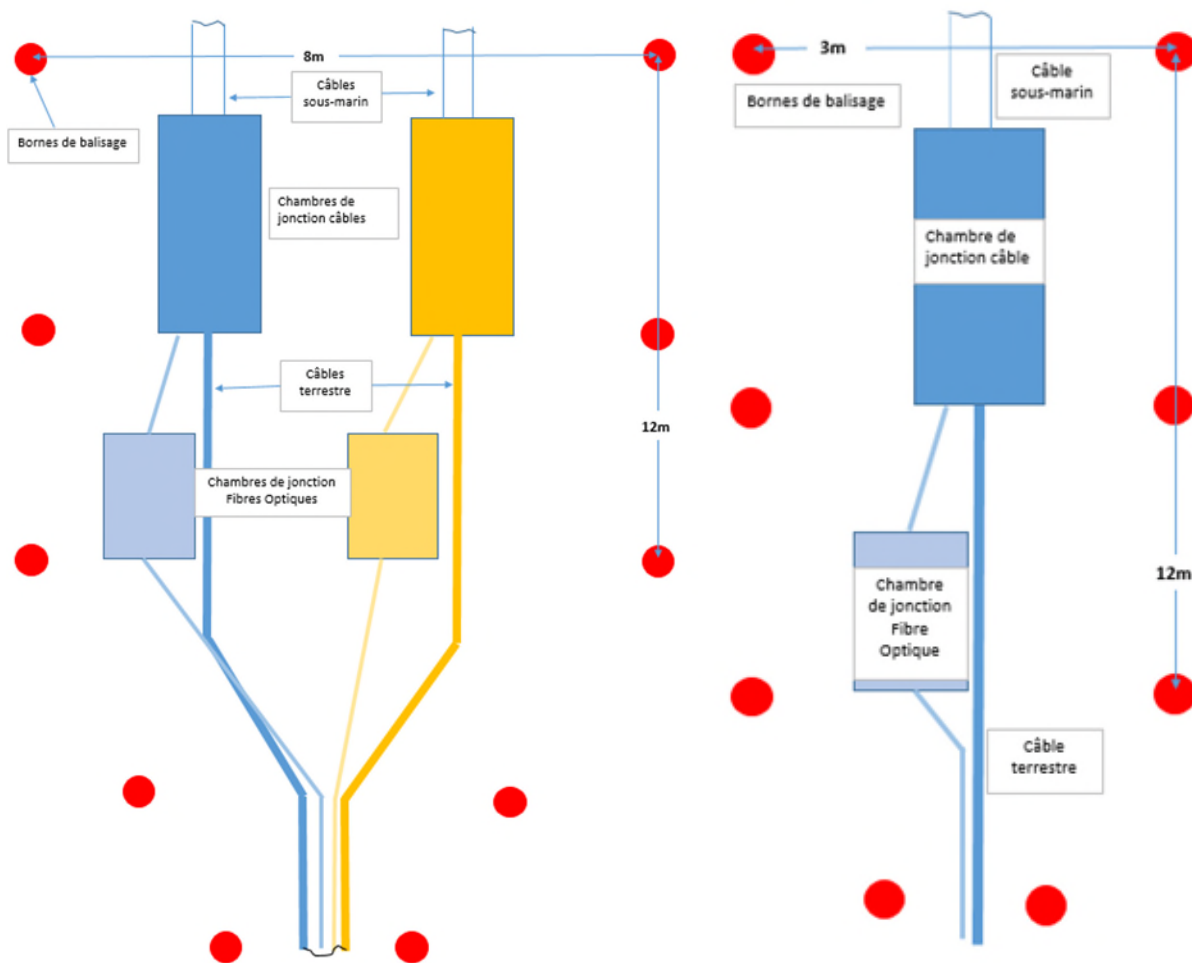 8m
Câbles
sous-marin
Bornes de balisage
Chambres de
jonction câbles
Câbles
terrestre
12m
Chambres de jonction
Fibres Optiques
3m
Câble
sous-marin
Bornes de balisage
Chambre de
jonction câble
12m
Chambre
de jonction
Fibre
Optique
Câble
terrestre